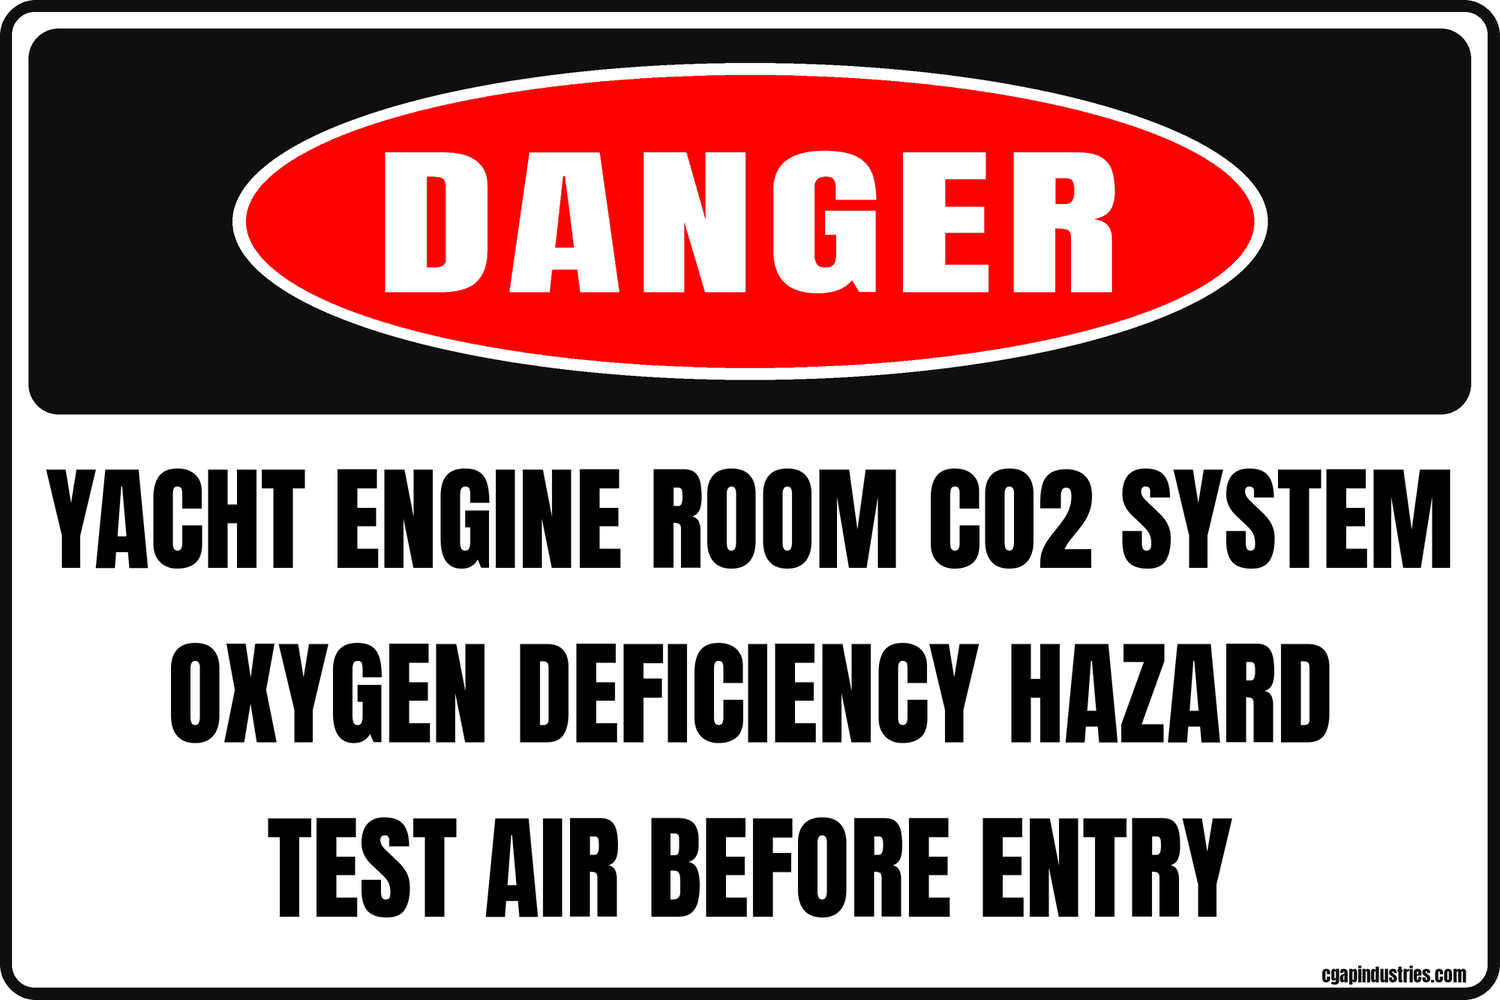 DANGER
YACHT ENGINE ROOM CO2 SYSTEM
OXYGEN DEFICIENCY HAZARD
TEST AIR BEFORE ENTRY
cgapindustries.com